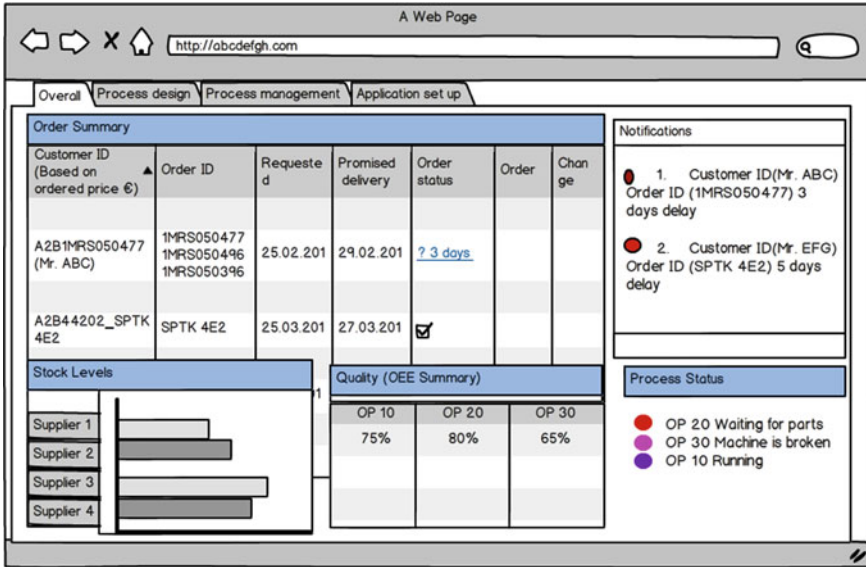 A Web Page
http://abcdefgh.com
Overall Process design Process management Application set up
Order Summary
Customer ID
(Based on
ordered price €)
Order ID
Requeste
d
Promised
delivery
Order
status
Order
Chan
ge
A2B1MRS050477
(Mr. ABC)
1MRS050477
1MRS050496
1MRS050396
25.02.201
29.02.201
? 3 days
A2B44202_SPTK
4E2
SPTK 4E2
25.03.201
27.03.201
Notifications
1. Customer ID(Mr. ABC)
Order ID (1MRS050477) 3
days delay
2. Customer ID(Mr. EFG)
Order ID (SPTK 4E2) 5 days
delay
Stock Levels
Supplier 1
Supplier 2
Supplier 3
Supplier 4
Quality (OEE Summary)
OP 10 OP 20 OP 30
75% 80% 65%
Process Status
OP 20 Waiting for parts
OP 30 Machine is broken
OP 10 Running